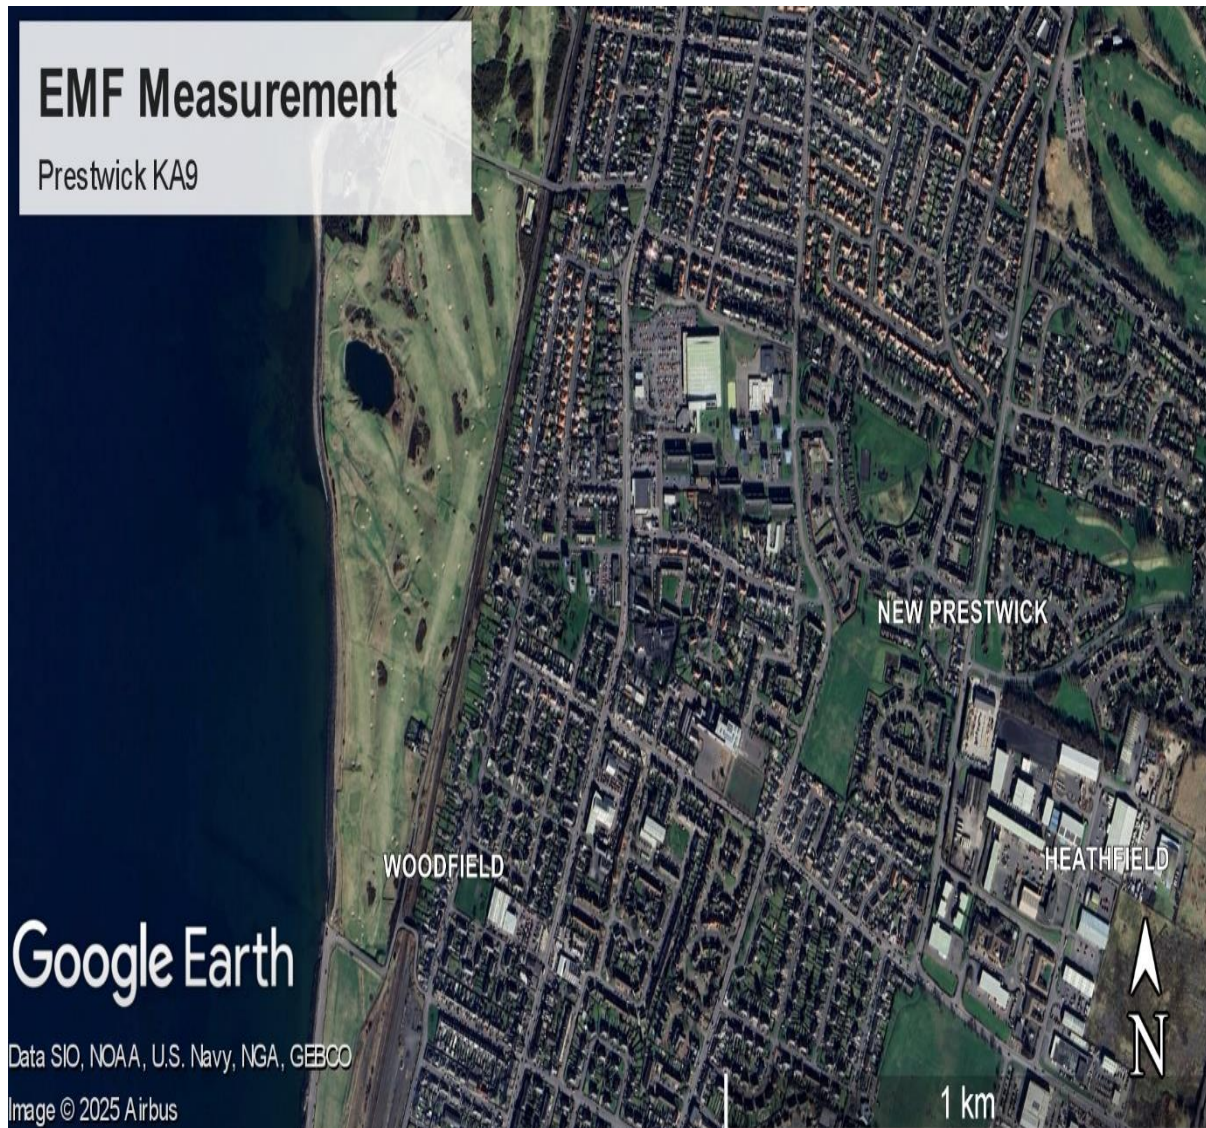 EMF Measurement
Prestwick KA9
NEW PRESTWICK
WOODFIELD
HEATHFIELD
Google Earth
N
Data SIO, NOAA, U.S. Navy, NGA, GEBCO
1 km
Image © 2025 Airbus